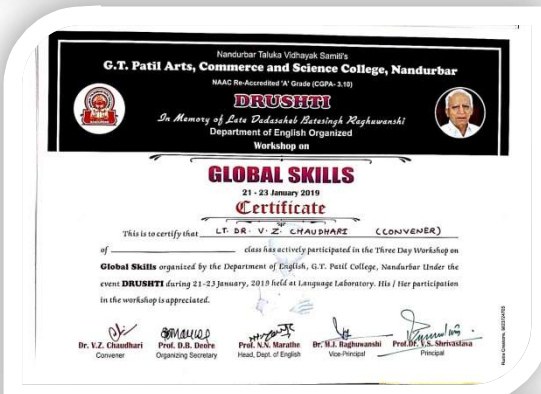 Nandurbar Taluka Vidhayak Samiti's
G.T. Patil Arts, Commerce and Science College, Nandurbar
NAAC Re-Accredited 'A' Grade (CGPA- 3.10)
DRUSHTI
In Memory of Late Dadasaheb Batesingh Raghuwanshi
Department of English Organized
Workshop on
GLOBAL SKILLS
21 - 23 January 2019
Certificate
This is to certify that LT. DR. V. Z. CHAUDHARI (CONVENER)
of class has actively participated in the Three Day Workshop on
Global Skills organized by the Department of English, G.T. Patil College, Nandurbar Under the
event DRUSHTI during 21-23 January, 2019 held at Language Laboratory. His / Her participation
in the workshop is appreciated.
Dr. V.Z. Chaudhari Prof. D.B. Deore Prof. N.N. Marathe Dr. M.J. Raghuwanshi Prof.Dr. V.S. Shrivastava
Convener Organizing Secretary Head, Dept. of English Vice-Principal Principal